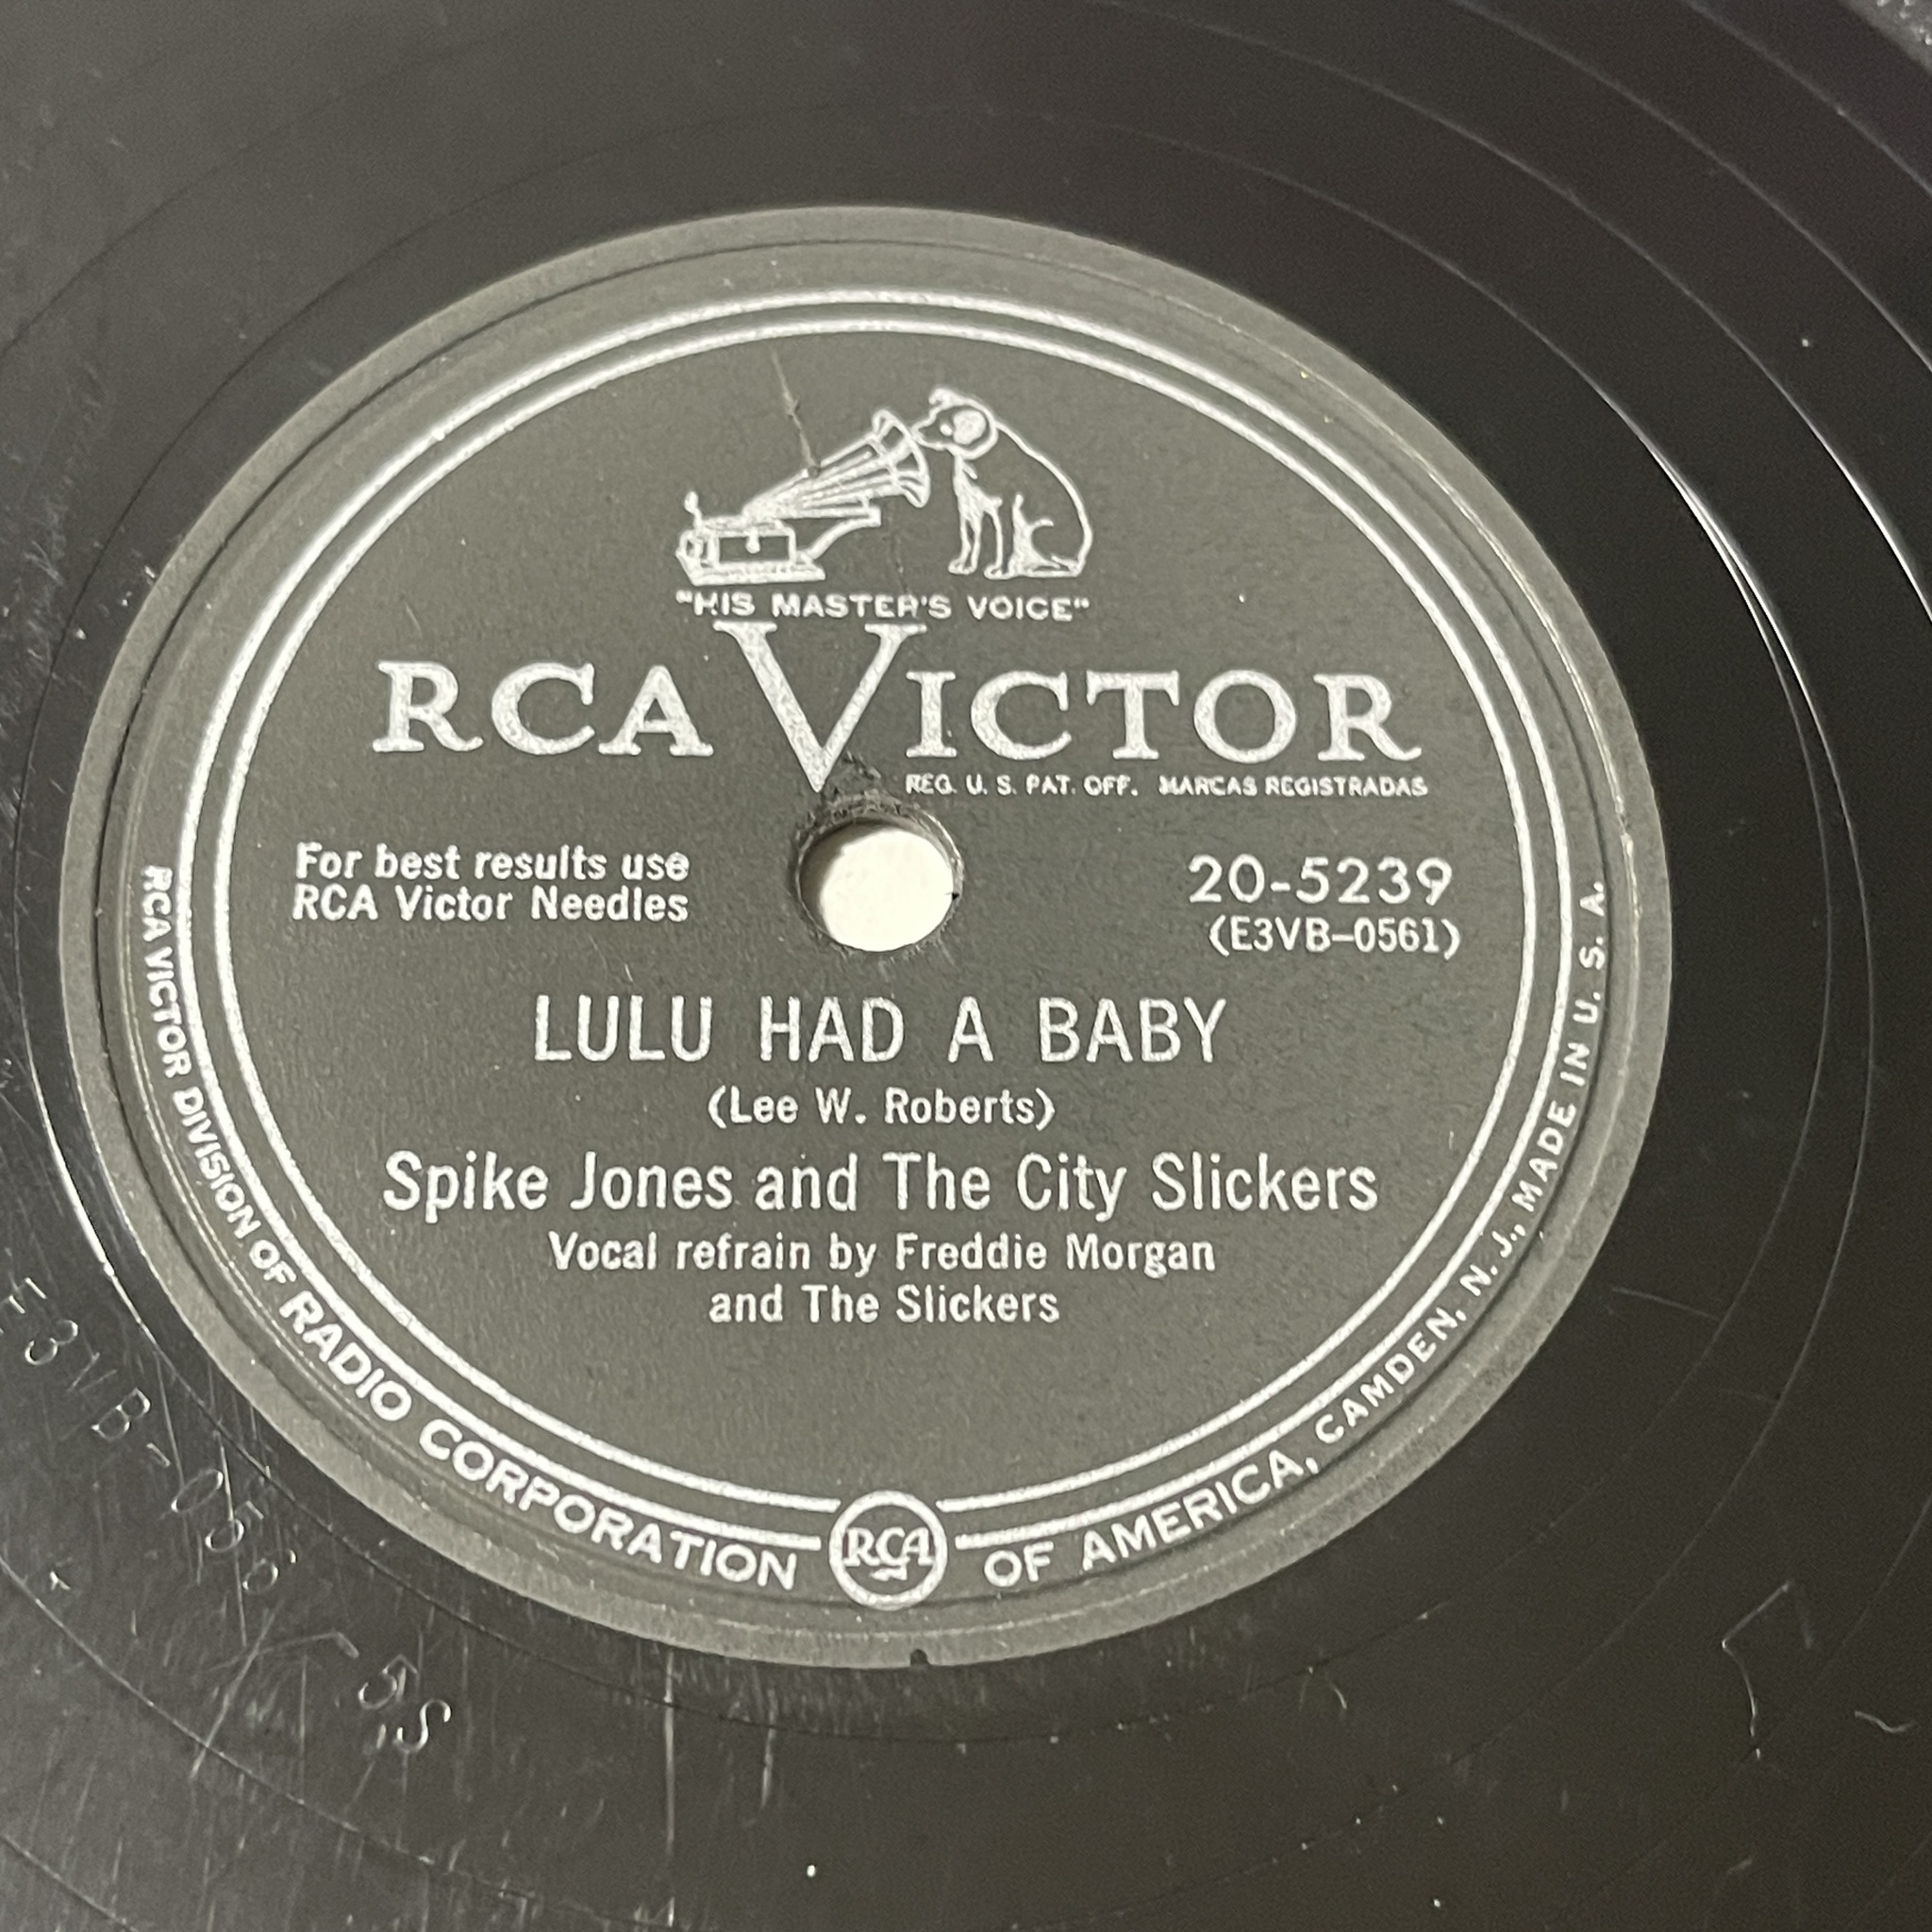 "HIS MASTER'S VOICE"
RCA VICTOR
REG. U. S. PAT. OFF. MARCAS REGISTRADAS
For best results use
RCA Victor Needles
20-5239
(E3VB-0561)
LULU HAD A BABY
(Lee W. Roberts)
Spike Jones and The City Slickers
Vocal refrain by Freddie Morgan
and The Slickers
RCA VICTOR DIVISION OF RADIO CORPORATION OF AMERICA, CAMDEN, N. J., MADE IN U. S. A.
RCA